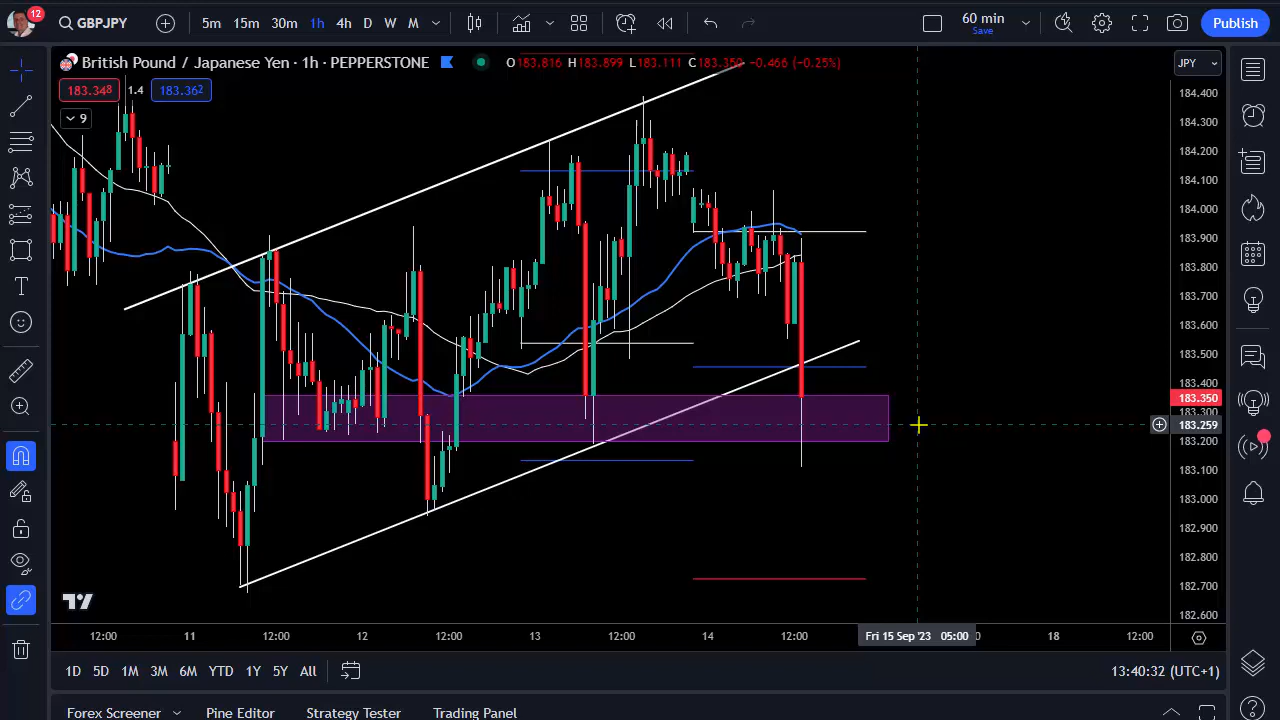 12
GBPJPY
5m 15m 30m 1h 4h D W M
60 min
Save
Publish
British Pound / Japanese Yen · 1h · PEPPERSTONE
O183.816 H183.899 L183.111 C183.350 −0.466 (−0.25%)
JPY
183.348 1.4 183.362
9
184.400
184.300
184.200
184.100
184.000
183.900
183.800
183.700
183.600
183.500
183.400
183.350
183.300
183.259
183.200
183.100
183.000
182.900
182.800
182.700
182.600
12:00 11 12:00 12 12:00 13 12:00 14 12:00 Fri 15 Sep '23 05:00 18 12:00
1D 5D 1M 3M 6M YTD 1Y 5Y All
13:40:32 (UTC+1)
Forex Screener Pine Editor Strategy Tester Trading Panel